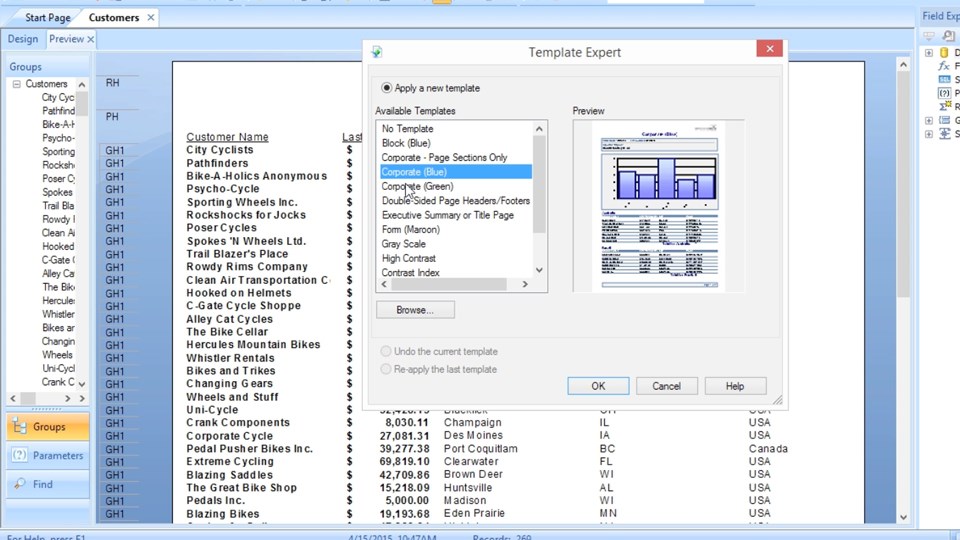 Start Page Customers
Field Exp
Design Preview
Groups
Customers
City Cyc
Pathfind
Bike-A-H
Psycho-
Sporting
Rocksh
Poser C
Spokes
Trail Bla
Rowdy
Clean Ai
Hooked
C-Gate
Alley Cat
The Bik
Hercule
Whistler
Bikes ar
Changin
Wheels
Uni-Cycl
Crank C
Groups
Parameters
Find
RH
PH
Customer Name Last
GH1 City Cyclists $
GH1 Pathfinders $
GH1 Bike-A-Holics Anonymous $
GH1 Psycho-Cycle $
GH1 Sporting Wheels Inc. $
GH1 Rockshocks for Jocks $
GH1 Poser Cycles $
GH1 Spokes 'N Wheels Ltd. $
GH1 Trail Blazer's Place $
GH1 Rowdy Rims Company $
GH1 Clean Air Transportation C $
GH1 Hooked on Helmets $
GH1 C-Gate Cycle Shoppe $
GH1 Alley Cat Cycles $
GH1 The Bike Cellar $
GH1 Hercules Mountain Bikes $
GH1 Whistler Rentals $
GH1 Bikes and Trikes $
GH1 Changing Gears $
GH1 Wheels and Stuff $
GH1 Uni-Cycle $ USA
GH1 Crank Components $ 8,030.11 Champaign IL USA
GH1 Corporate Cycle $ 27,081.31 Des Moines IA USA
GH1 Pedal Pusher Bikes Inc. $ 39,277.38 Port Coquitlam BC Canada
GH1 Extreme Cycling $ 69,819.10 Clearwater FL USA
GH1 Blazing Saddles $ 42,709.86 Brown Deer WI USA
GH1 The Great Bike Shop $ 15,218.09 Huntsville AL USA
GH1 Pedals Inc. $ 5,000.00 Madison WI USA
GH1 Blazing Bikes $ 19,193.68 Eden Prairie MN USA
Template Expert
Apply a new template
Available Templates Preview
No Template
Block (Blue)
Corporate - Page Sections Only
Corporate (Blue)
Corporate (Green)
Double-Sided Page Headers/Footers
Executive Summary or Title Page
Form (Maroon)
Gray Scale
High Contrast
Contrast Index
Corporate (Blue)
Browse...
Undo the current template
Re-apply the last template
OK Cancel Help
For Help, press F1 4/15/2015 10:47AM Records: 269